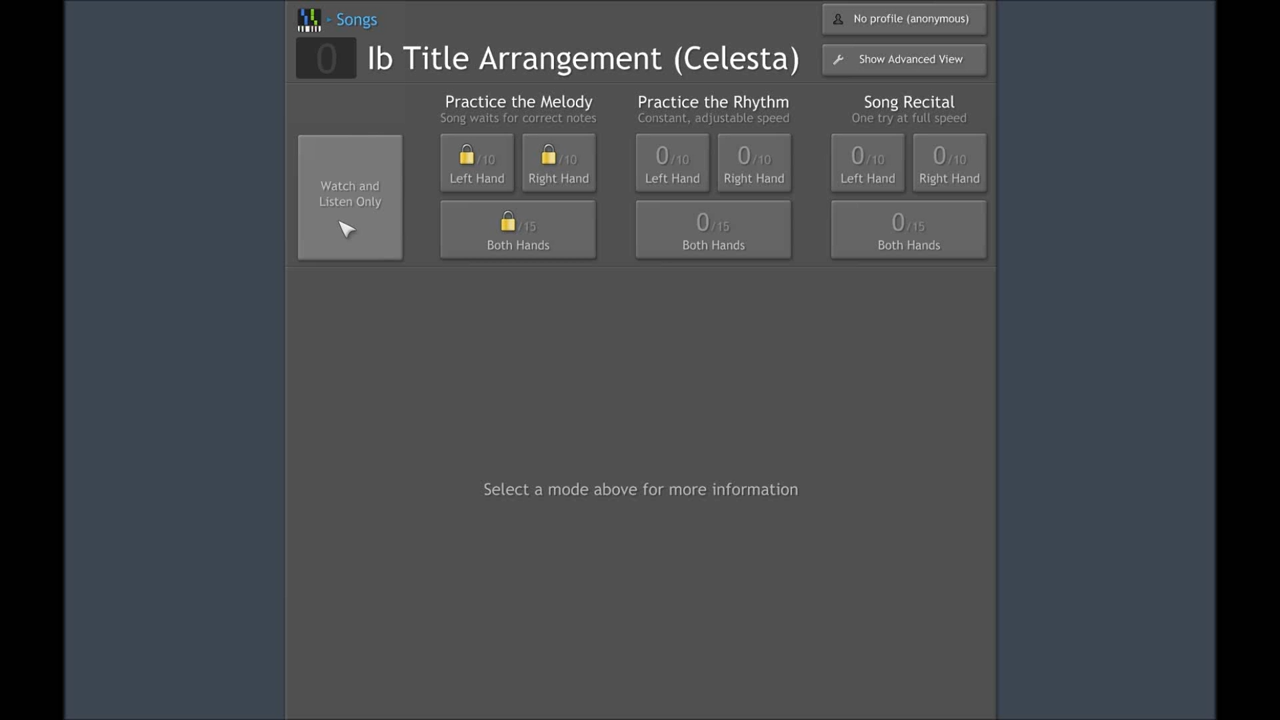 - Songs
No profile (anonymous)
0
Ib Title Arrangement (Celesta)
Show Advanced View
Practice the Melody
Song waits for correct notes
Practice the Rhythm
Constant, adjustable speed
Song Recital
One try at full speed
Watch and
Listen Only
/10
Left Hand
/10
Right Hand
/15
Both Hands
0/10
Left Hand
0/10
Right Hand
0/15
Both Hands
0/10
Left Hand
0/10
Right Hand
0/15
Both Hands
Select a mode above for more information